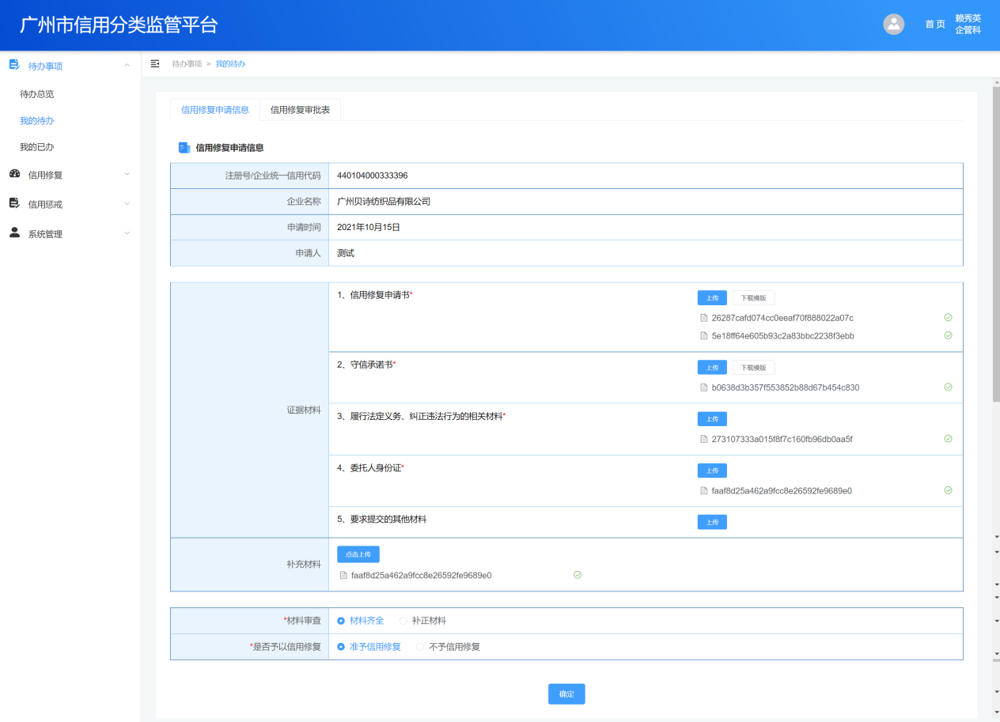 广州市信用分类监管平台
首页
赖秀英
企管科
待办事项
待办总览
我的待办
我的已办
信用修复
信用惩戒
系统管理
待办事项 > 我的待办
信用修复申请信息 信用修复审批表
信用修复申请信息
注册号/企业统一信用代码 440104000333396
企业名称 广州贝诗纺织品有限公司
申请时间 2021年10月15日
申请人 测试
证据材料
1、信用修复申请书* 上传 下载模版
26287cafd074cc0eeaf70f888022a07c
5e18ff64e605b93c2a83bbc2238f3ebb
2、守信承诺书* 上传 下载模版
b0638d3b357f553852b88d67b454c830
3、履行法定义务、纠正违法行为的相关材料* 上传
273107333a015f8f7c160fb96db0aa5f
4、委托人身份证* 上传
faaf8d25a462a9fcc8e26592fe9689e0
5、要求提交的其他材料 上传
补充材料 点击上传
faaf8d25a462a9fcc8e26592fe9689e0
*材料审查 材料齐全 补正材料
*是否予以信用修复 准予信用修复 不予信用修复
确定